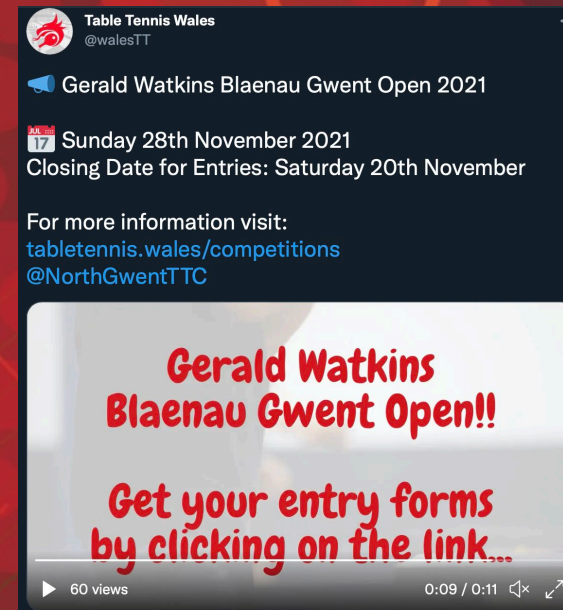 Table Tennis Wales
@walesTT
📣 Gerald Watkins Blaenau Gwent Open 2021
📅 Sunday 28th November 2021
Closing Date for Entries: Saturday 20th November
For more information visit:
tabletennis.wales/competitions
@NorthGwentTTC
Gerald Watkins
Blaenau Gwent Open!!
Get your entry forms
by clicking on the link...
60 views 0:09 / 0:11